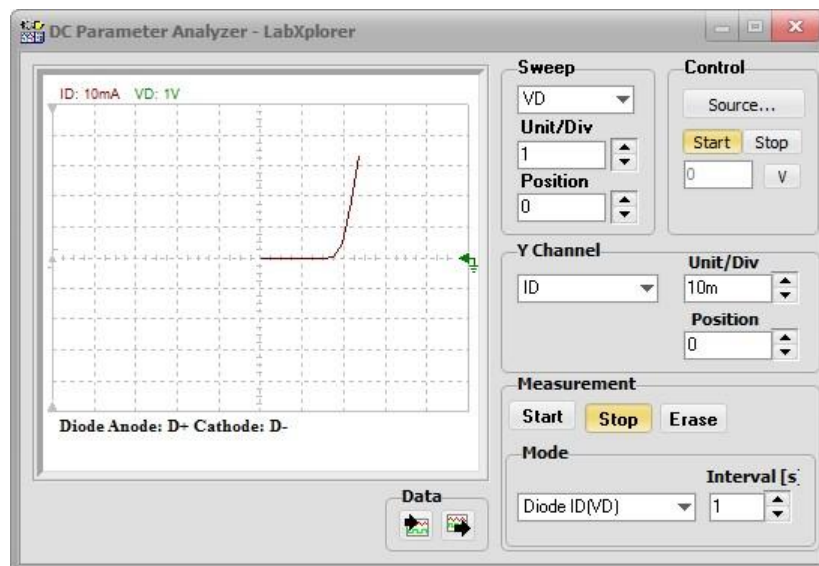 DC Parameter Analyzer - LabXplorer
ID: 10mA VD: 1V
Diode Anode: D+ Cathode: D-
Data
Sweep
VD
Unit/Div
1
Position
0
Control
Source...
Start Stop
0 V
Y Channel
ID
Unit/Div
10m
Position
0
Measurement
Start Stop Erase
Mode
Interval [s]
Diode ID(VD) 1